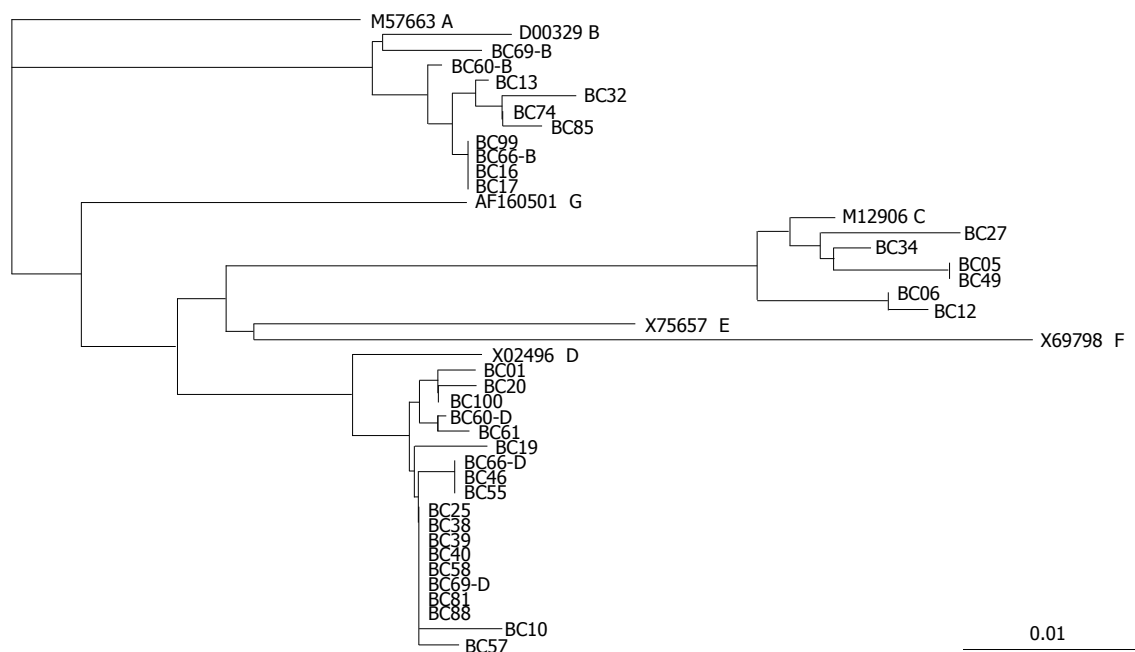 M57663 A
D00329 B
BC69-B
BC60-B
BC13
BC32
BC74
BC85
BC99
BC66-B
BC16
BC17
AF160501 G
M12906 C
BC27
BC34
BC05
BC49
BC06
BC12
X75657 E
X69798 F
X02496 D
BC01
BC20
BC100
BC60-D
BC61
BC19
BC66-D
BC46
BC55
BC25
BC38
BC39
BC40
BC58
BC69-D
BC81
BC88
BC10
0.01
BC57